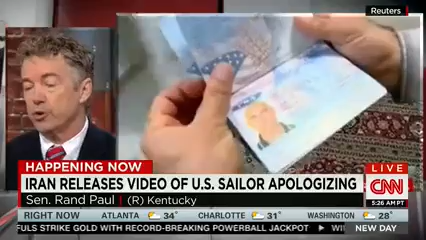 Reuters
HAPPENING NOW
IRAN RELEASES VIDEO OF U.S. SAILOR APOLOGIZING
Sen. Rand Paul (R) Kentucky
LIVE
CNN
5:26 AM PT
RIGHT NOW ATLANTA 34° CHARLOTTE 31° WASHINGTON 28°
FULS STRIKE GOLD WITH RECORD-BREAKING POWERBALL JACKPOT NEW DAY